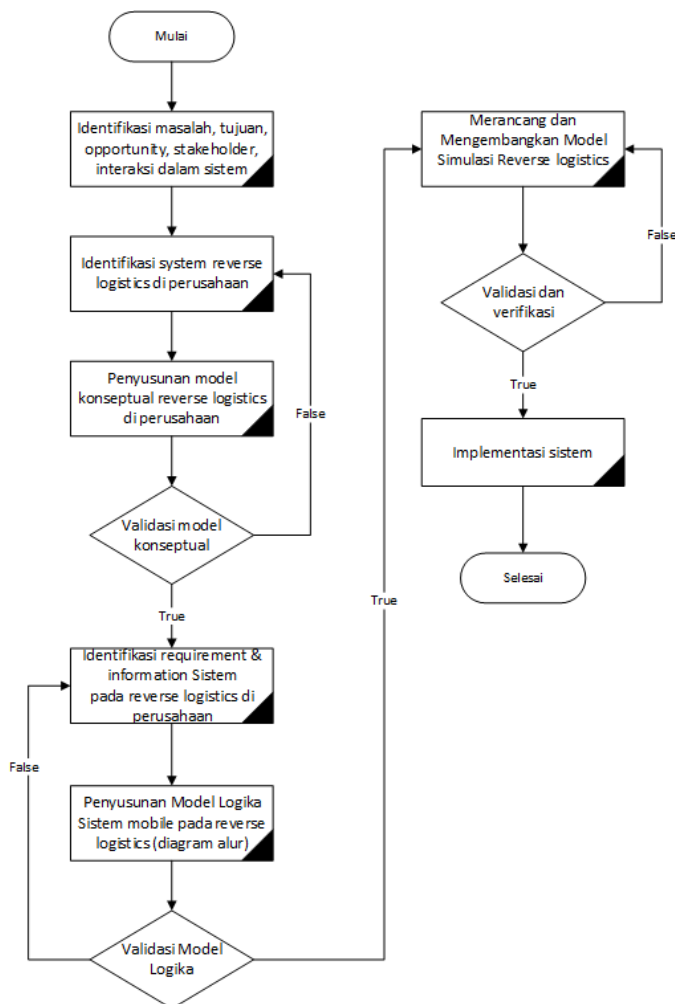 Mulai
Identifikasi masalah, tujuan,
opportunity, stakeholder,
interaksi dalam sistem
Identifikasi system reverse
logistics di perusahaan
Penyusunan model
konseptual reverse logistics
di perusahaan
False
Validasi model
konseptual
True
Identifikasi requirement &
information Sistem
pada reverse logistics di
perusahaan
False
Penyusunan Model Logika
Sistem mobile pada reverse
logistics (diagram alur)
Validasi Model
Logika
True
Merancang dan
Mengembangkan Model
Simulasi Reverse logistics
False
Validasi dan
verifikasi
True
Implementasi sistem
Selesai